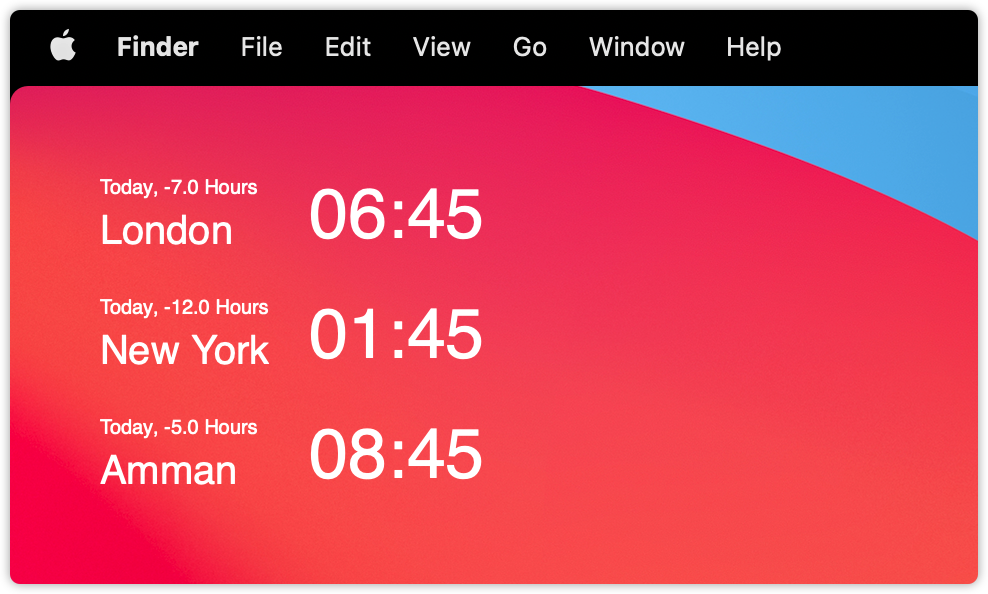 Finder File Edit View Go Window Help
Today, -7.0 Hours
London 06:45
Today, -12.0 Hours
New York 01:45
Today, -5.0 Hours
Amman 08:45